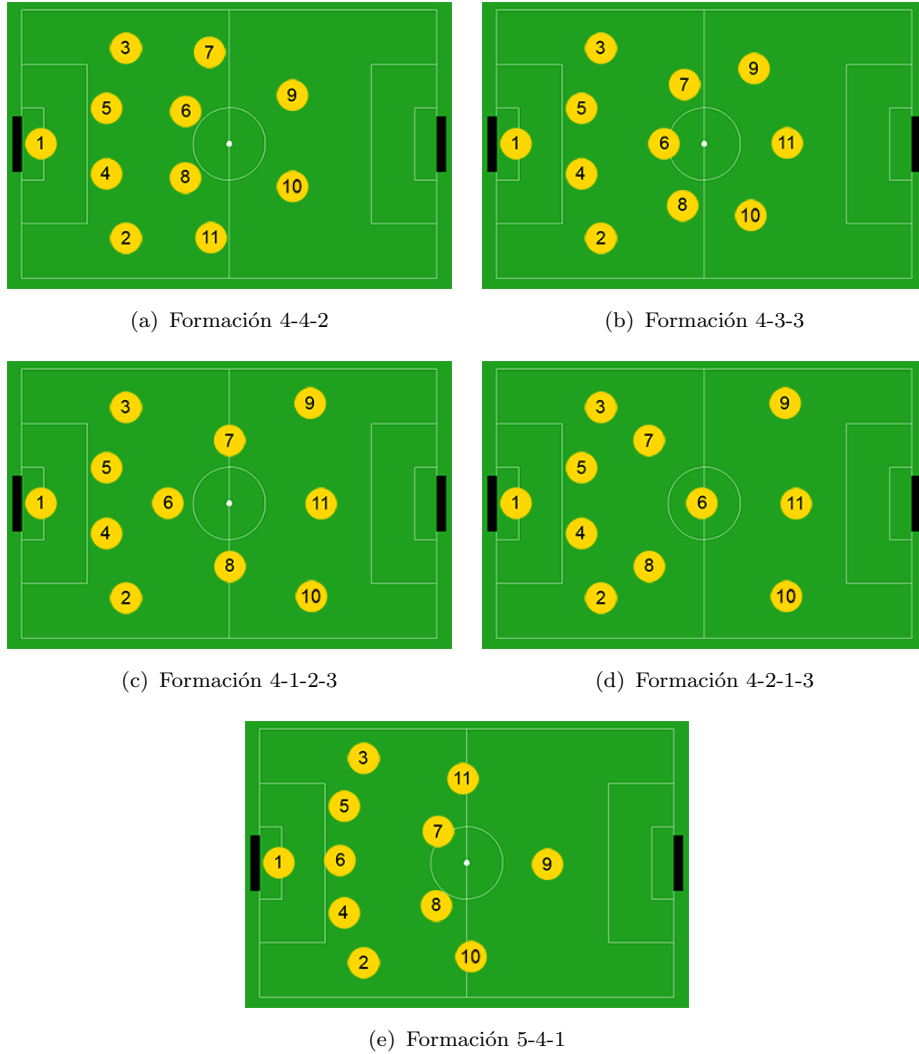 3 7 9 5 6 1 4 8 10 2 11
3 9 7 5 1 6 11 4 8 10 2
(a) Formación 4-4-2
(b) Formación 4-3-3
3 9 7 5 1 6 11 4 8 2 10
3 9 7 5 1 6 11 4 8 2 10
(c) Formación 4-1-2-3
(d) Formación 4-2-1-3
3 11 5 7 1 6 9 4 8 2 10
(e) Formación 5-4-1